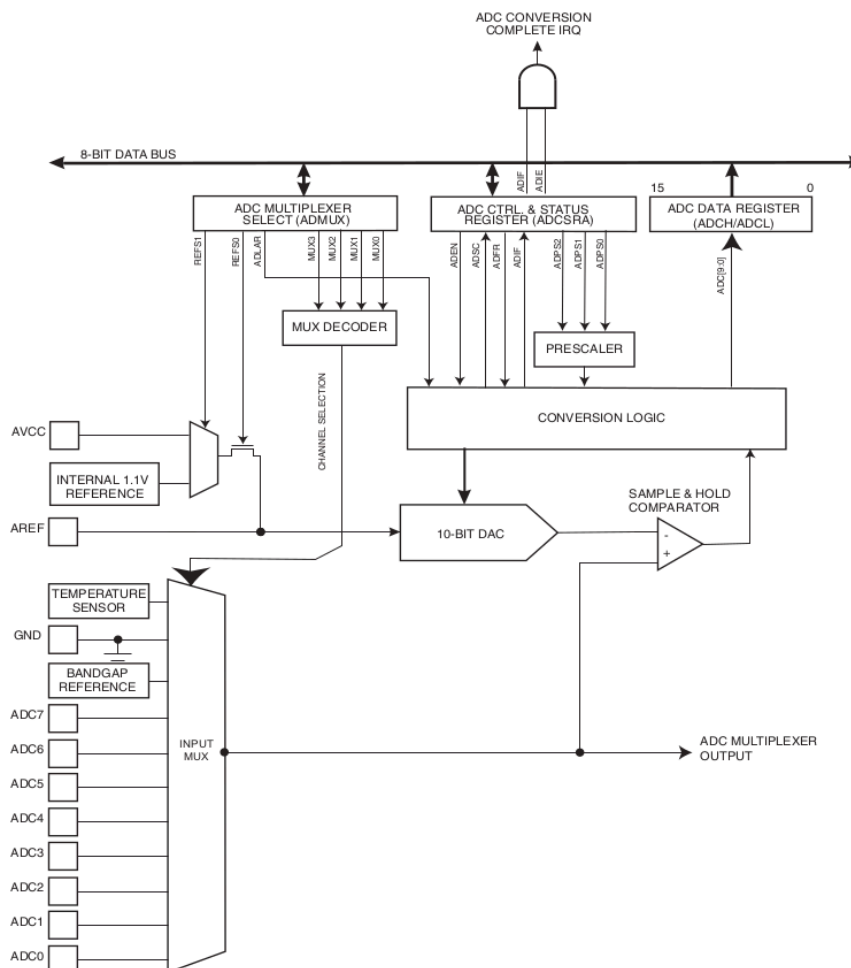 ADC CONVERSION
COMPLETE IRQ
8-BIT DATA BUS
ADIF
ADIE
15
0
ADC MULTIPLEXER
SELECT (ADMUX)
ADC CTRL. & STATUS
REGISTER (ADCSRA)
ADC DATA REGISTER
(ADCH/ADCL)
REFS1
REFS0
ADLAR
MUX3
MUX2
MUX1
MUX0
ADEN
ADSC
ADFR
ADIF
ADPS2
ADPS1
ADPS0
ADC[9:0]
MUX DECODER
PRESCALER
CHANNEL SELECTION
CONVERSION LOGIC
AVCC
INTERNAL 1.1V
REFERENCE
SAMPLE & HOLD
COMPARATOR
AREF
10-BIT DAC
-
+
TEMPERATURE
SENSOR
GND
BANDGAP
REFERENCE
ADC7
ADC6
INPUT
MUX
ADC MULTIPLEXER
OUTPUT
ADC5
ADC4
ADC3
ADC2
ADC1
ADC0